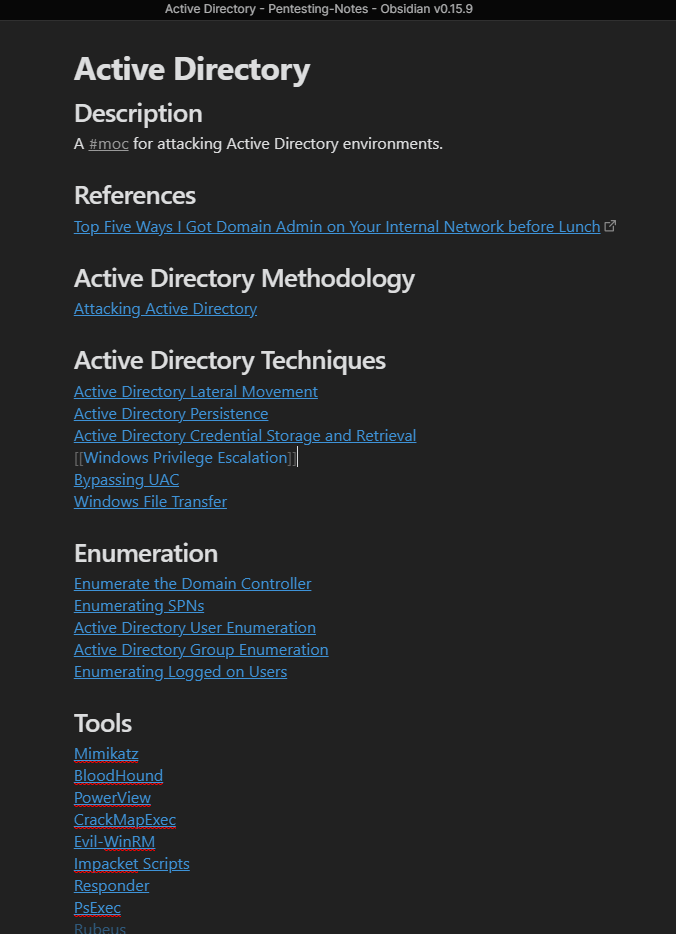 Active Directory - Pentesting-Notes - Obsidian v0.15.9
Active Directory
Description
A #moc for attacking Active Directory environments.
References
Top Five Ways I Got Domain Admin on Your Internal Network before Lunch
Active Directory Methodology
Attacking Active Directory
Active Directory Techniques
Active Directory Lateral Movement
Active Directory Persistence
Active Directory Credential Storage and Retrieval
[[Windows Privilege Escalation]]
Bypassing UAC
Windows File Transfer
Enumeration
Enumerate the Domain Controller
Enumerating SPNs
Active Directory User Enumeration
Active Directory Group Enumeration
Enumerating Logged on Users
Tools
Mimikatz
BloodHound
PowerView
CrackMapExec
Evil-WinRM
Impacket Scripts
Responder
PsExec
Rubeus